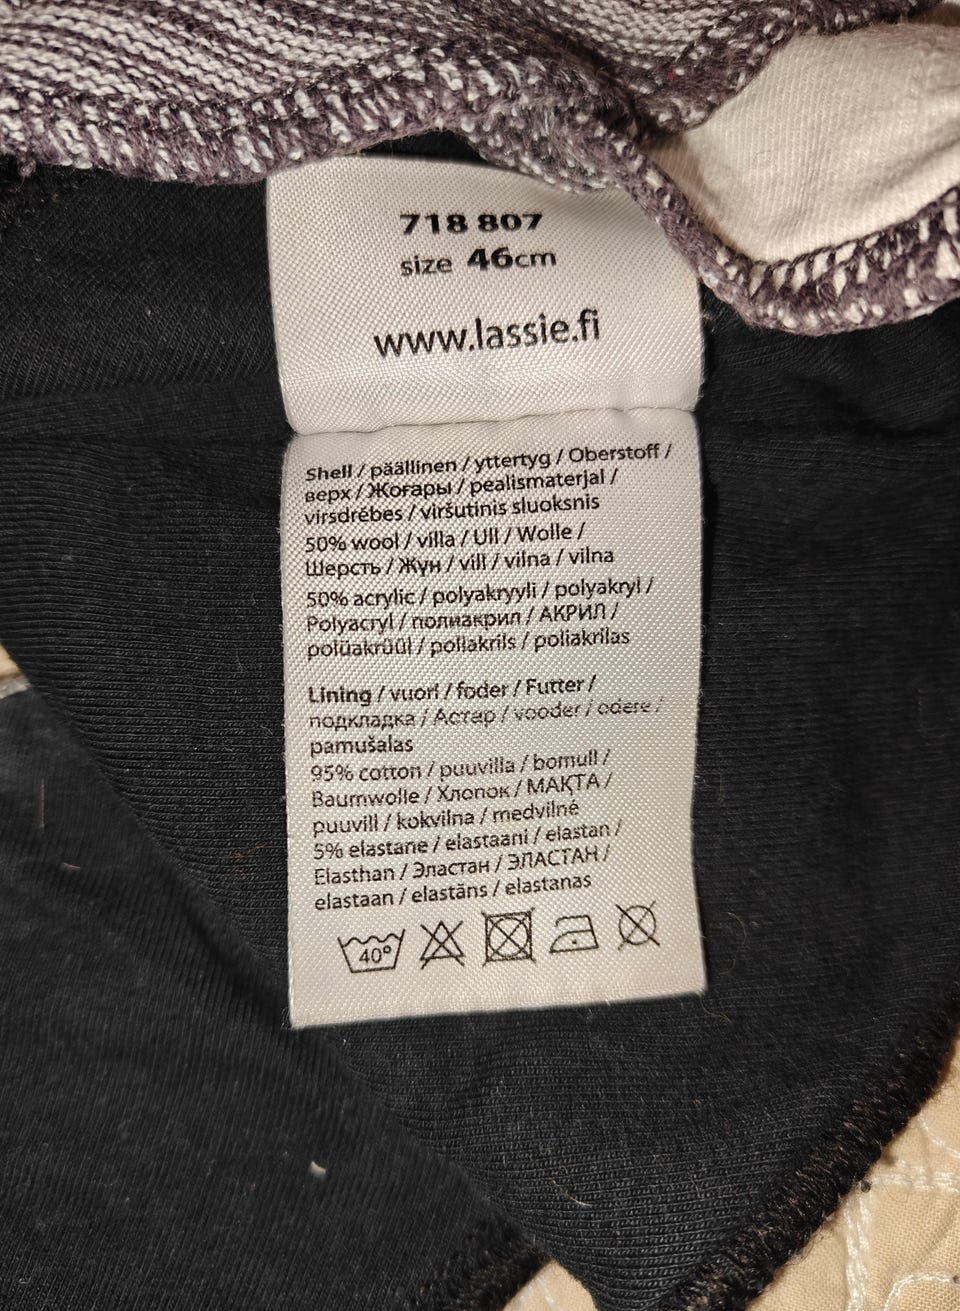 718 807
size 46cm
www.lassie.fi
Shell / päällinen / yttertyg / Oberstoff /
верх / Жоғары / pealismaterjal /
virsdrēbes / viršutinis sluoksnis
50% wool / villa / Ull / Wolle /
Шерсть / Жүн / vill / vilna / vilna
50% acrylic / polyakryyli / polyakryl /
Polyacryl / полиакрил / АКРИЛ /
polüakrüül / poliakrils / poliakrilas
Lining / vuori / foder / Futter /
подкладка / Астар / vooder / odere /
pamušalas
95% cotton / puuvilla / bomull /
Baumwolle / Хлопок / МАҚТА /
puuvill / kokvilna / medvilnė
5% elastane / elastaani / elastan /
Elasthan / Эластан / ЭЛАСТАН /
elastaan / elastāns / elastanas
40°